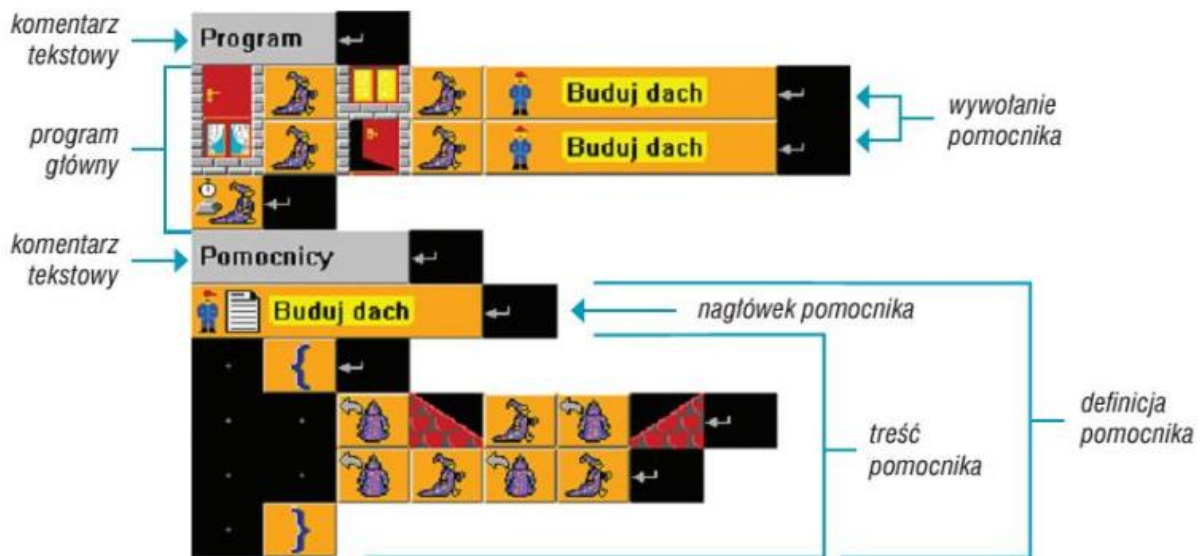 komentarz
tekstowy
Program
program
główny
Buduj dach
Buduj dach
wywołanie
pomocnika
komentarz
tekstowy
Pomocnicy
Buduj dach
nagłówek pomocnika
{
treść
pomocnika
definicja
pomocnika
}